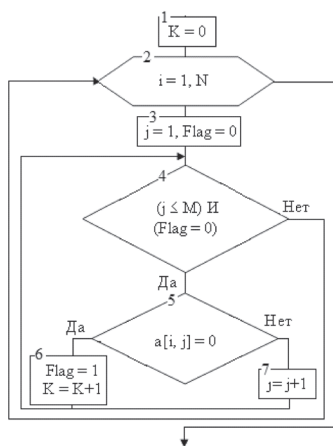 1
K = 0
2
i = 1, N
3
j = 1, Flag = 0
4
(j ≤ M) И
(Flag = 0)
Нет
Да
5
a[i, j] = 0
Да
Нет
6
Flag = 1
K = K+1
7
j= j+1